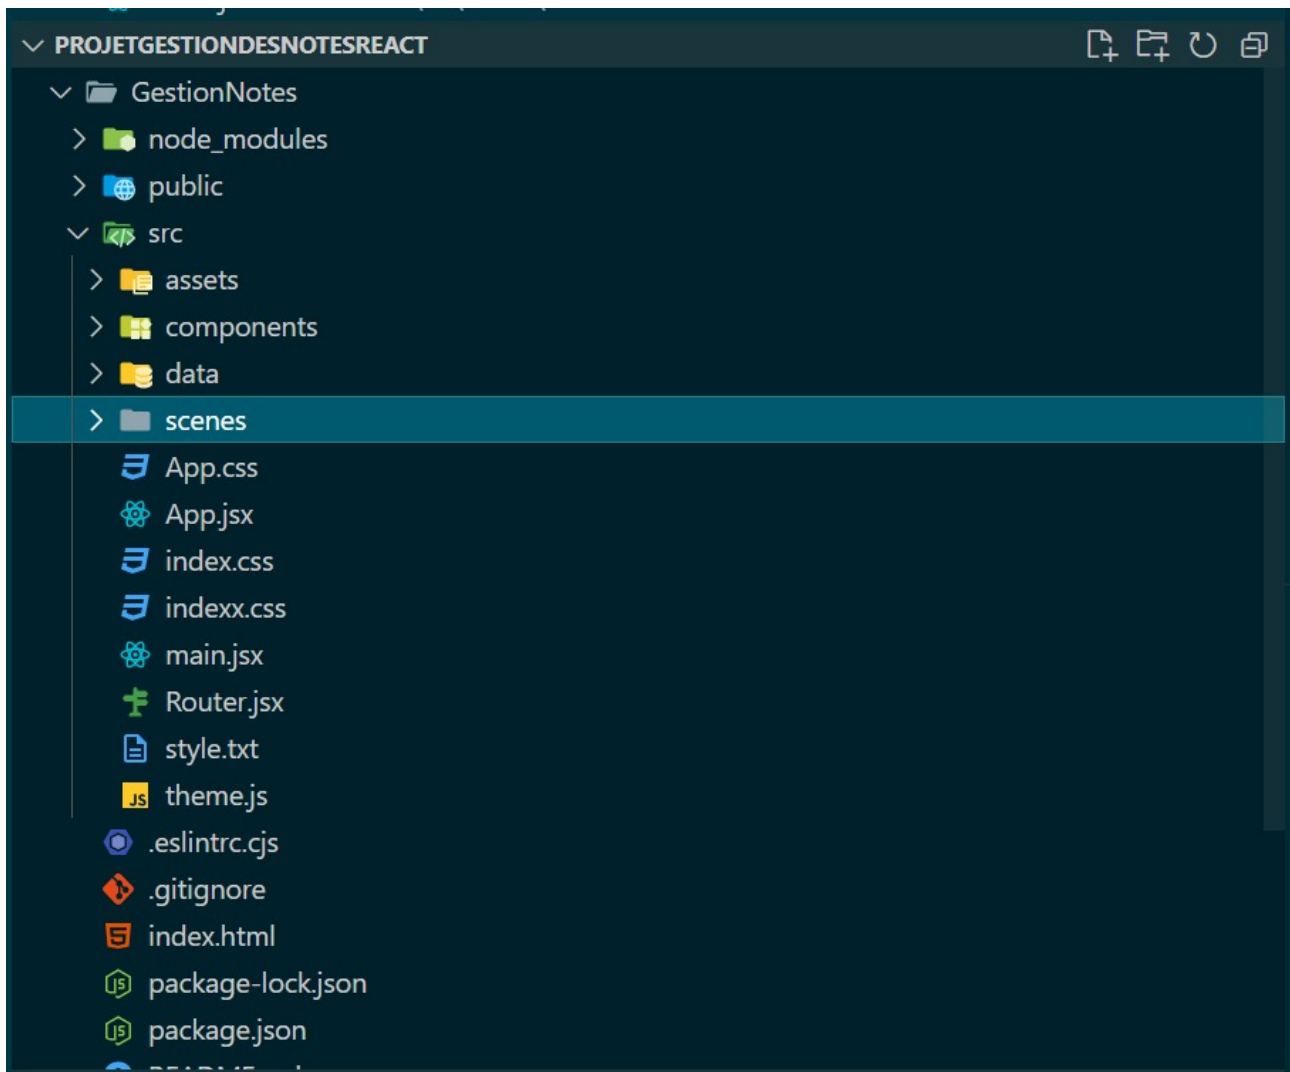 PROJETGESTIONDESNOTESREACT
GestionNotes
node_modules
public
src
assets
components
data
scenes
App.css
App.jsx
index.css
indexx.css
main.jsx
Router.jsx
style.txt
JS theme.js
.eslintrc.cjs
.gitignore
index.html
package-lock.json
package.json